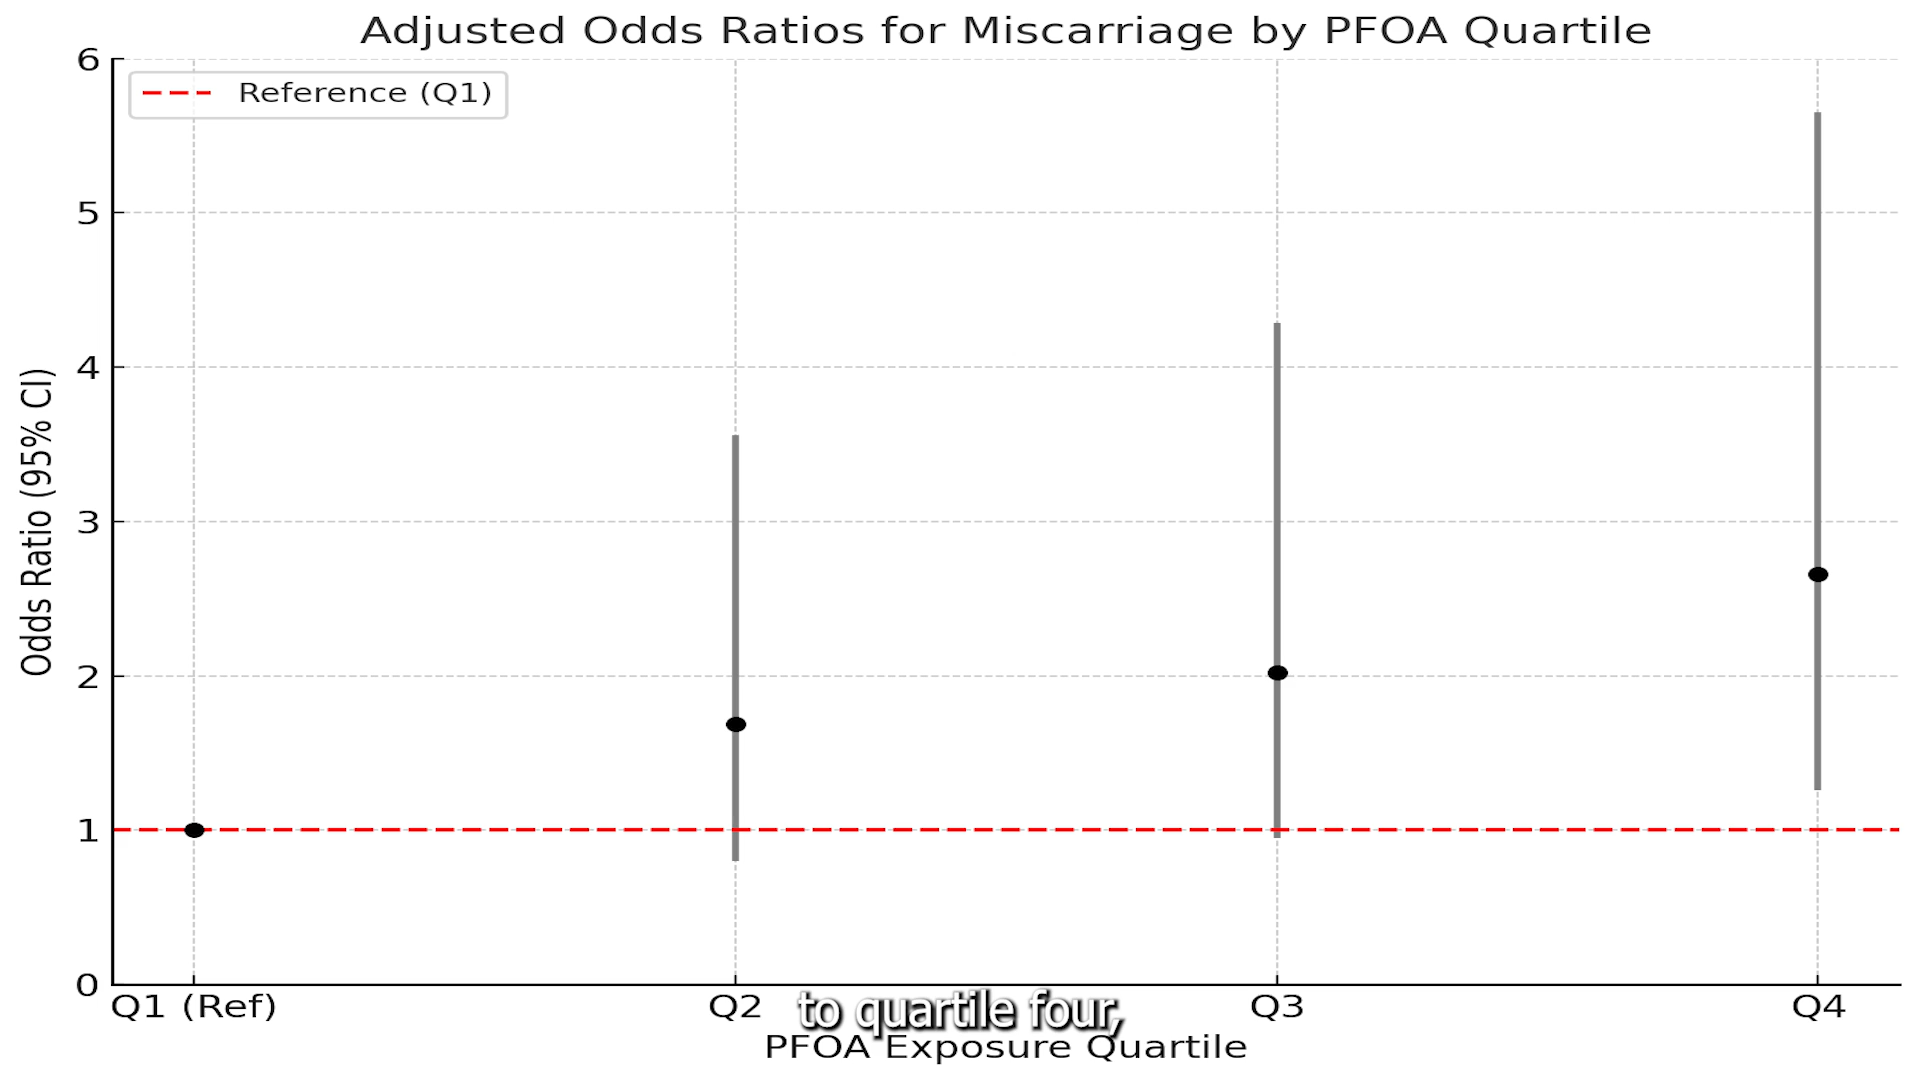 Adjusted Odds Ratios for Miscarriage by PFOA Quartile
Reference (Q1)
Odds Ratio (95% CI)
6
5
4
3
2
1
0
Q1 (Ref)
Q2
Q3
Q4
to quartile four,
PFOA Exposure Quartile